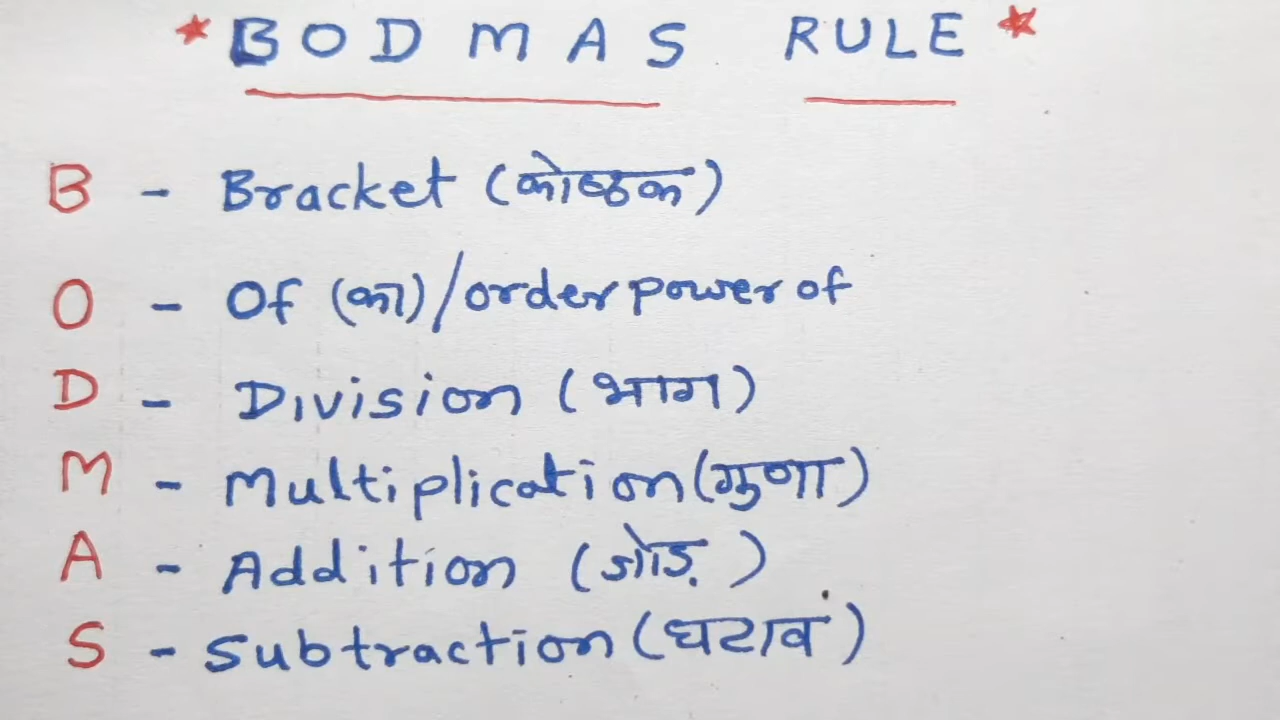 * BODMAS RULE *
B - Bracket (कोष्ठक)
O - Of (का)/order power of
D - Division (भाग)
M - Multiplication (गुणा)
A - Addition (जोड़)
S - Subtraction (घटाव)